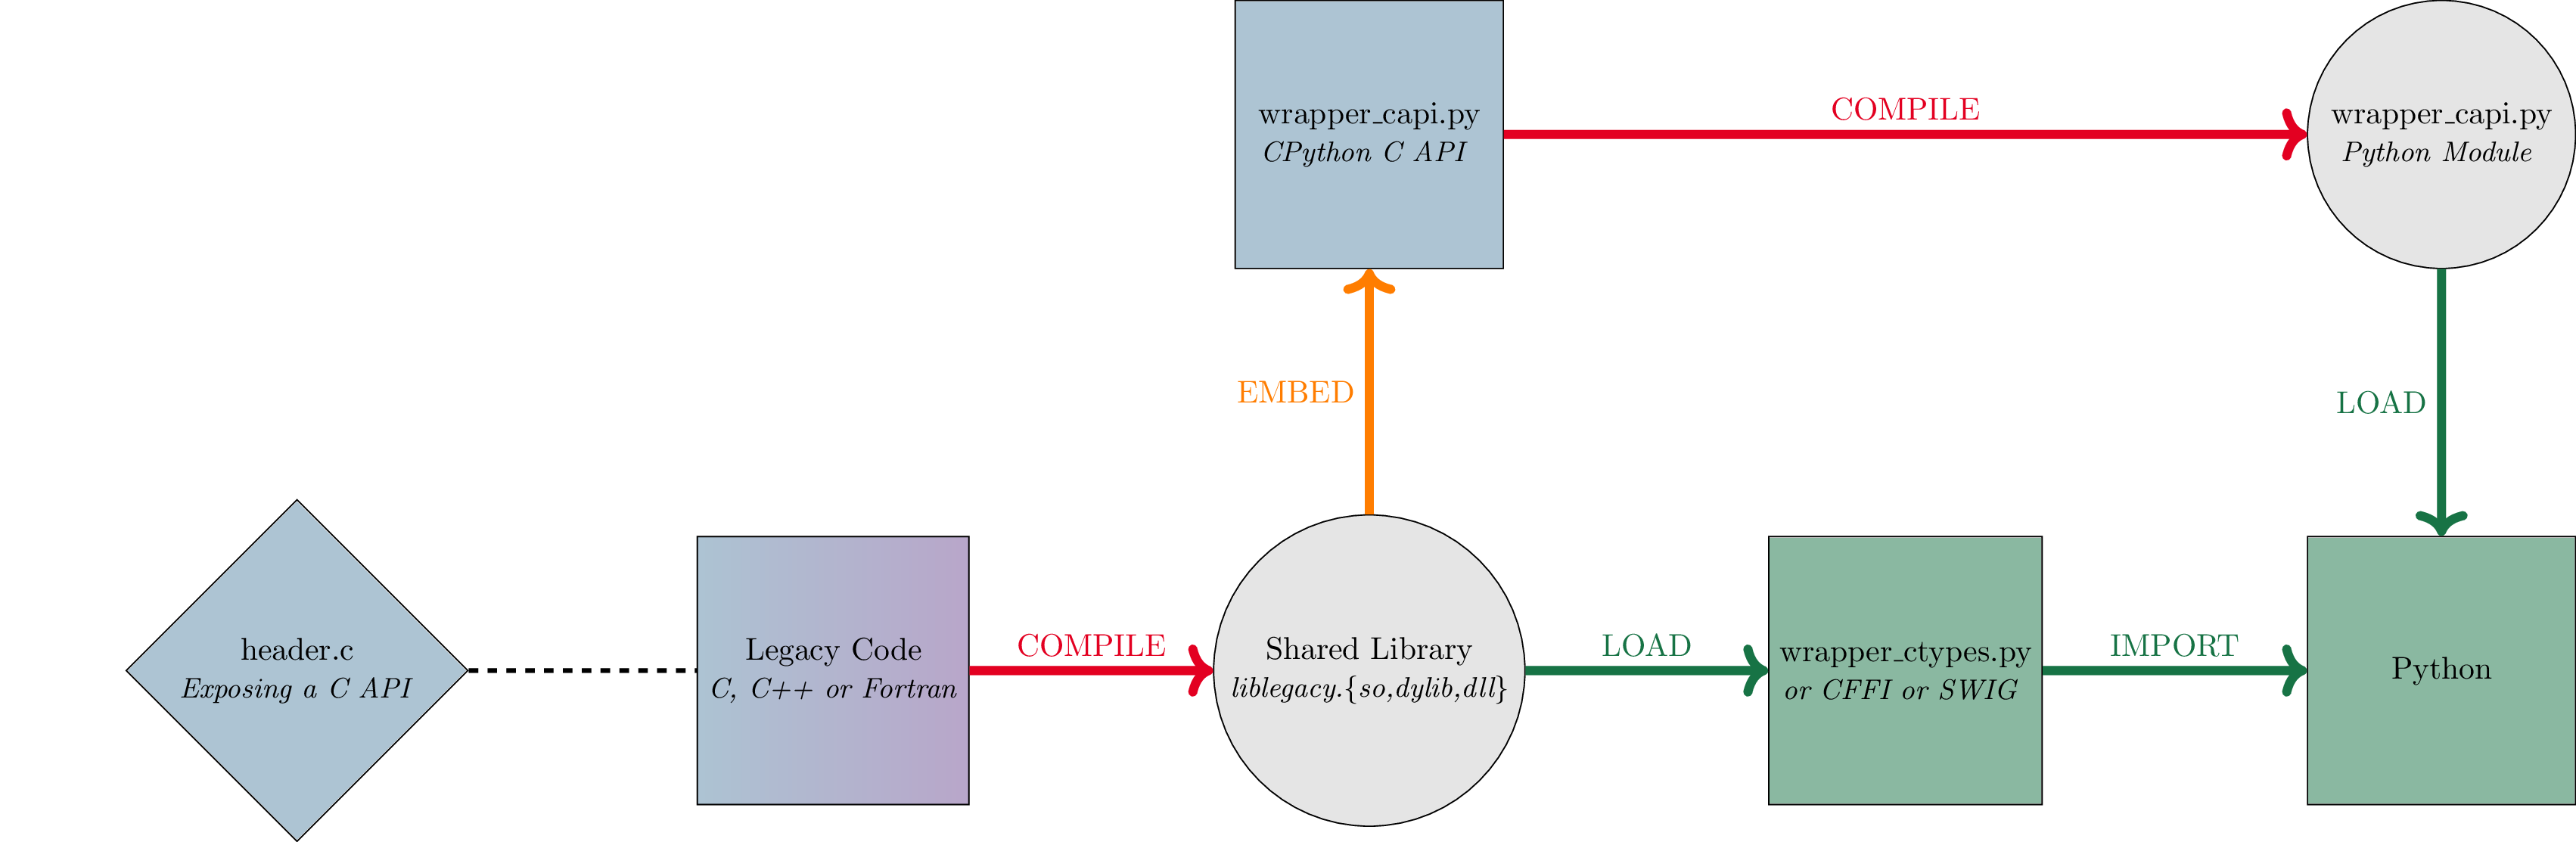 wrapper_capi.py
CPython C API
COMPILE
wrapper_capi.py
Python Module
EMBED
LOAD
header.c
Exposing a C API
Legacy Code
C, C++ or Fortran
COMPILE
Shared Library
liblegacy.{so,dylib,dll}
LOAD
wrapper_ctypes.py
or CFFI or SWIG
IMPORT
Python